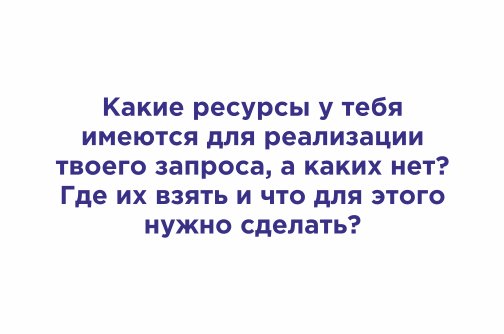 Какие ресурсы у тебя
имеются для реализации
твоего запроса, а каких нет?
Где их взять и что для этого
нужно сделать?